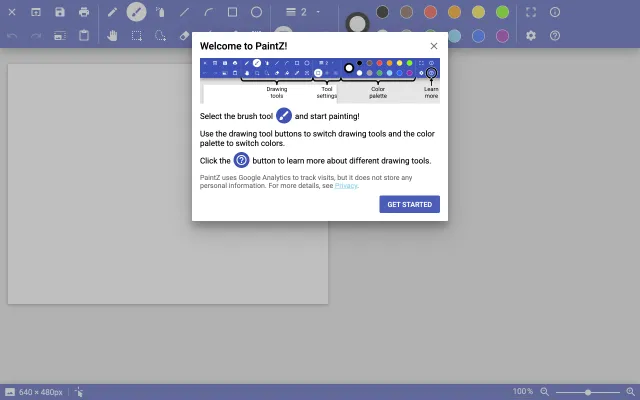 2
Welcome to PaintZ!
Drawing tools
Tool settings
Color palette
Learn more
Select the brush tool and start painting!
Use the drawing tool buttons to switch drawing tools and the color
palette to switch colors.
Click the button to learn more about different drawing tools.
PaintZ uses Google Analytics to track visits, but it does not store any
personal information. For more details, see Privacy.
GET STARTED
640 × 480px
100%